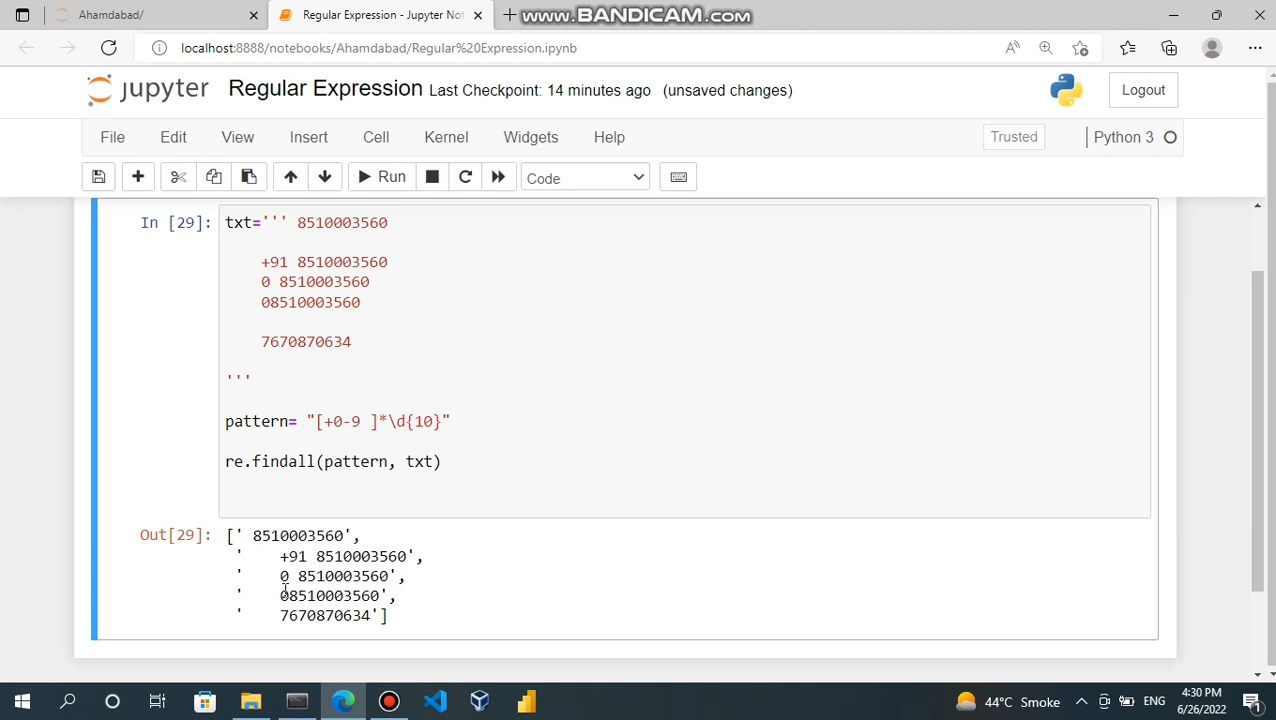 Ahamdabad/
Regular Expression - Jupyter Not
www.BANDICAM.com
localhost:8888/notebooks/Ahamdabad/Regular%20Expression.ipynb
jupyter
Regular Expression Last Checkpoint: 14 minutes ago (unsaved changes)
Logout
File Edit View Insert Cell Kernel Widgets Help
Trusted
Python 3
Run
Code
In [29]: txt=''' 8510003560
+91 8510003560
0 8510003560
08510003560
7670870634
'''
pattern= "[+0-9 ]*\d{10}"
re.findall(pattern, txt)
Out[29]: [' 8510003560',
'    +91 8510003560',
'    0 8510003560',
'    08510003560',
'    7670870634']
44°C Smoke
ENG
4:30 PM
6/26/2022
1